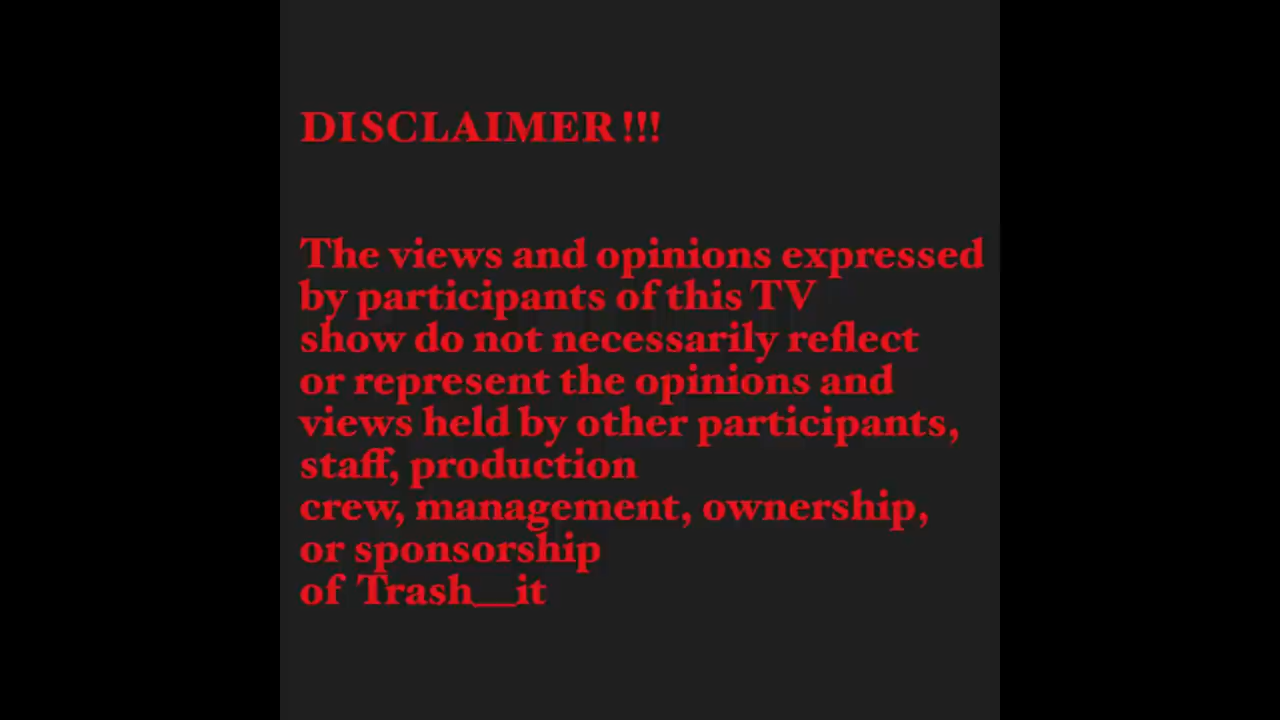 DISCLAIMER !!!
The views and opinions expressed
by participants of this TV
show do not necessarily reflect
or represent the opinions and
views held by other participants,
staff, production
crew, management, ownership,
or sponsorship
of Trash__it